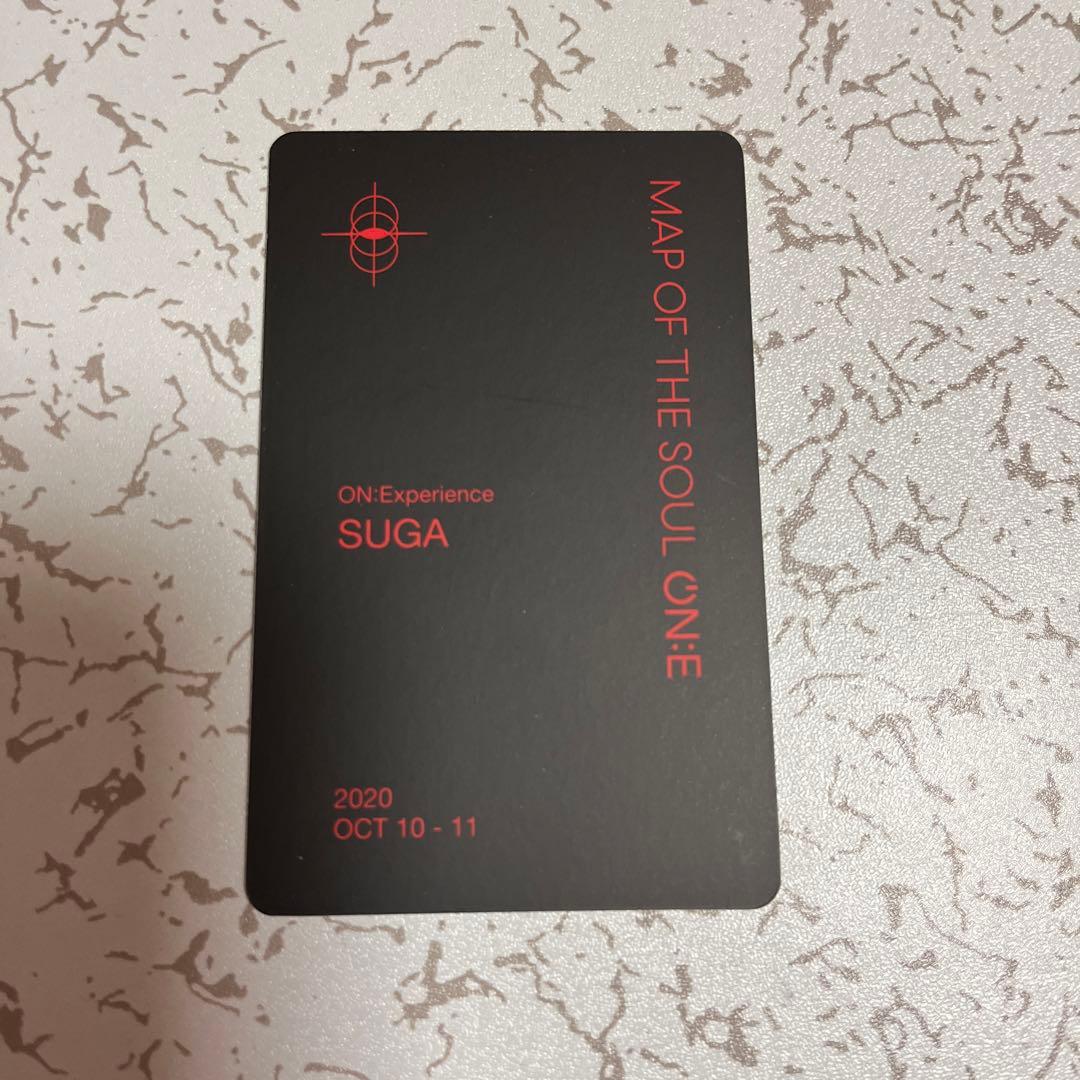 MAP OF THE SOUL ON:E
ON:Experience
SUGA
2020
OCT 10 - 11